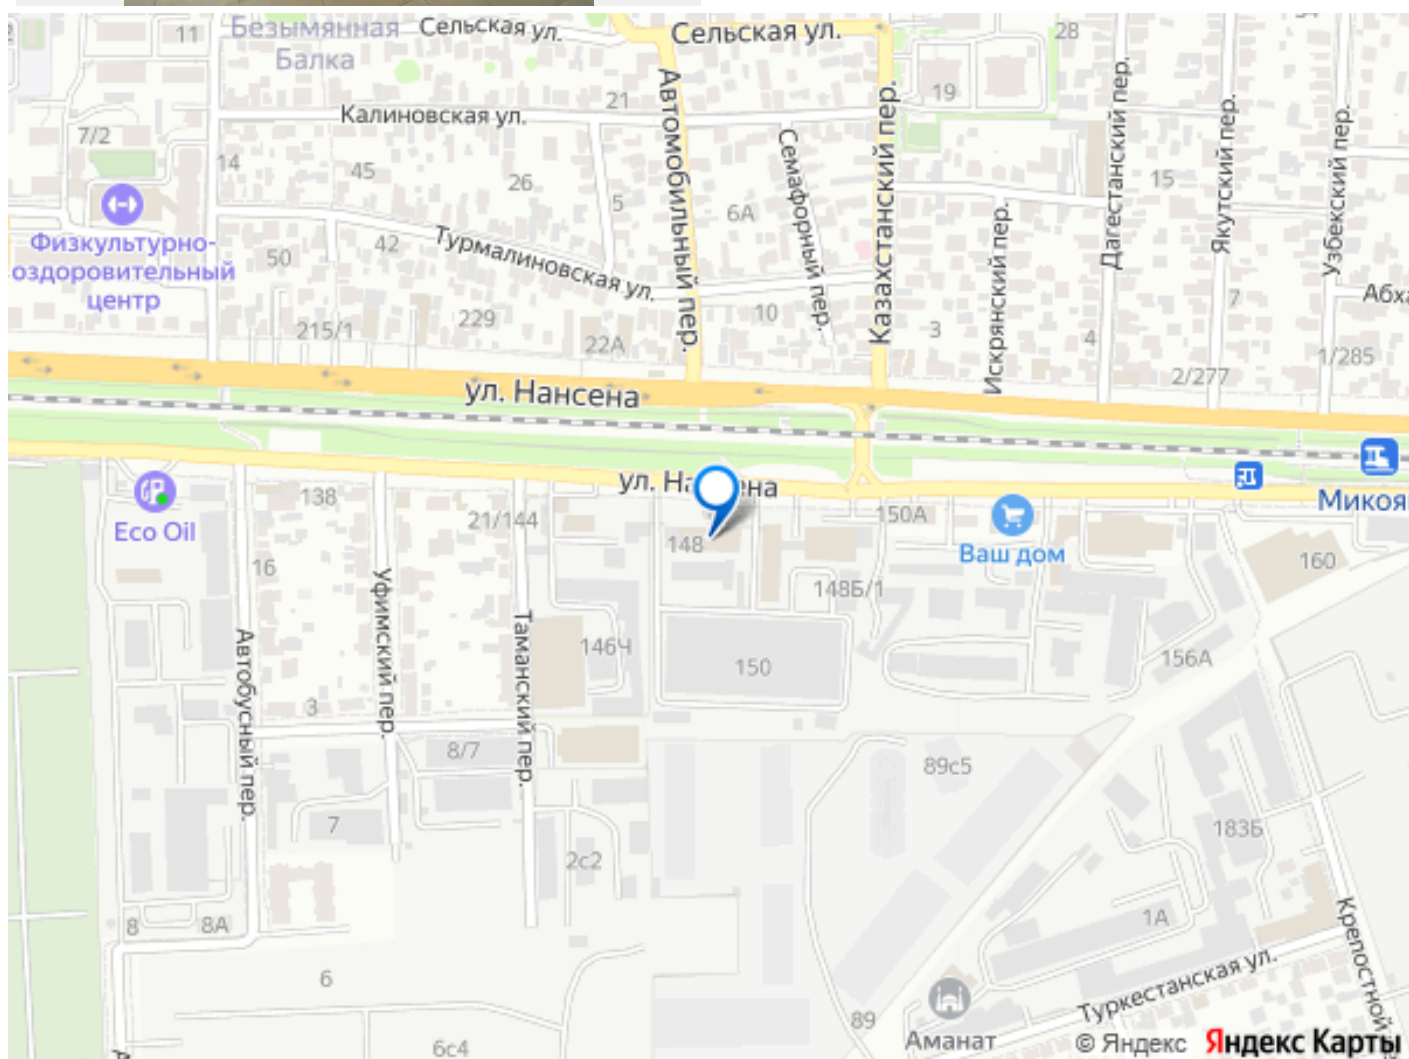 Безымянная
Балка
Сельская ул.
Сельская ул.
28
11
19
21
Калиновская ул.
7/2
14
45
26
5
6А
15
Автомобильный пер.
Семафорный пер.
Казахстанский пер.
Искрянский пер.
Дагестанский пер.
Якутский пер.
Узбекский пер.
Физкультурно-
оздоровительный
центр
50
42
Турмалиновская ул.
215/1
229
22А
10
3
4
7
Абха
1/285
2/277
ул. Нансена
ул. На
ена
Микоя
Eco Oil
138
21/144
148
150А
Ваш дом
160
16
Уфимский пер.
Таманский пер.
Автобусный пер.
148Б/1
146Ч
150
156А
3
8/7
7
89с5
183Б
2с2
8
8А
6
6с4
1А
Крепостной
Туркестанская ул.
89
Аманат
© Яндекс Яндекс Карты